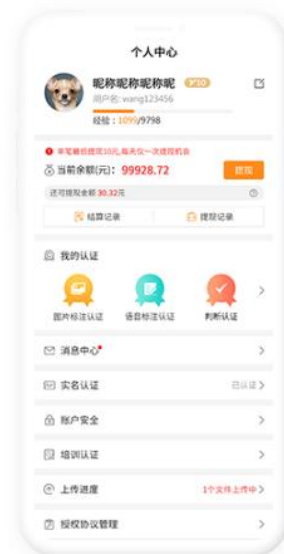 个人中心
昵称昵称昵称昵 V10
用户名: wang123456
经验：1099/9798
单笔最低提现10元,每天仅一次提现机会
当前余额(元): 99928.72 提现
还可提现金额 30.32元
结算记录 提现记录
我的认证
图片标注认证 语音标注认证 判断认证
消息中心
实名认证 已认证
账户安全
培训认证
上传进度 1个文件上传中
授权协议管理